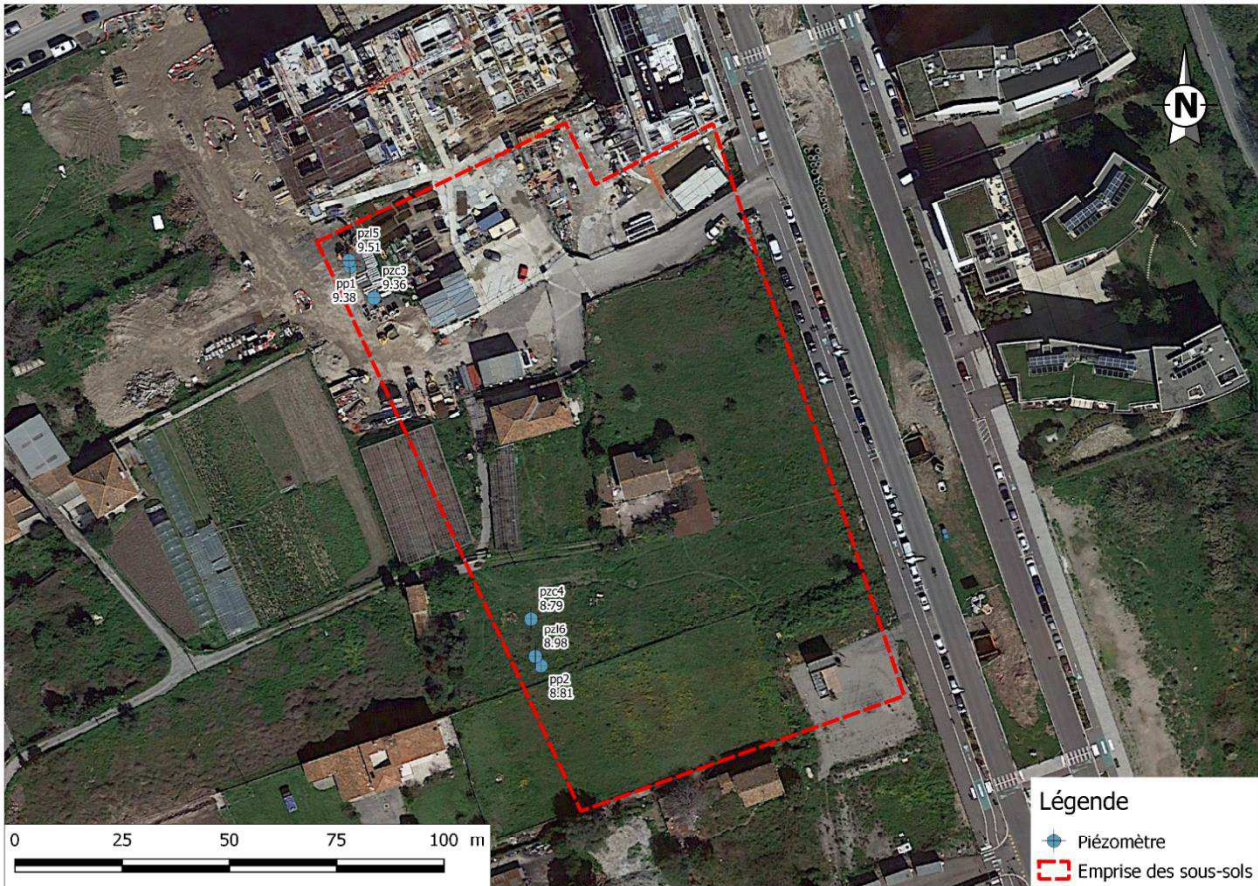 N
pzl5
9.51
pzc3
9.36
pp1
9.38
pzc4
8.79
pzl6
8.98
pp2
8.81
0 25 50 75 100 m
Légende
Piézomètre
Emprise des sous-sols